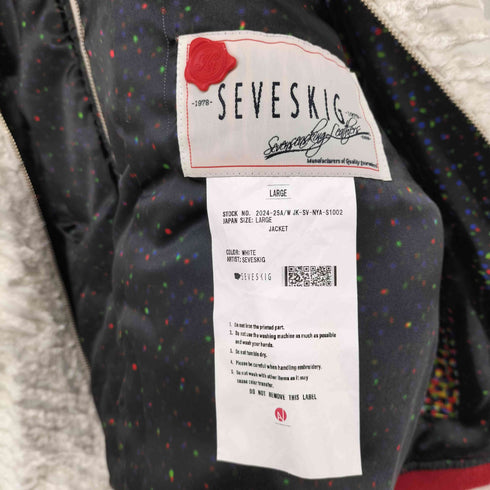 -1978-
SEVESKIG
Sevenseasking Leathers
Manufacturers of Quality
LARGE
STOCK NO. 2024-25A/W JK-SV-NYA-S1002
JAPAN SIZE: LARGE
JACKET
COLOR: WHITE
ARTIST: SEVESKIG
SEVESKIG
1. Do not iron the printed part.
2. Do not use the washing machine as much as possible
and wash your hands.
3. Do not tumble dry.
4. Please be careful when handling embroidery.
5. Do not wash with other items as it may
cause color transfer.
DO NOT REMOVE THIS LABEL
N